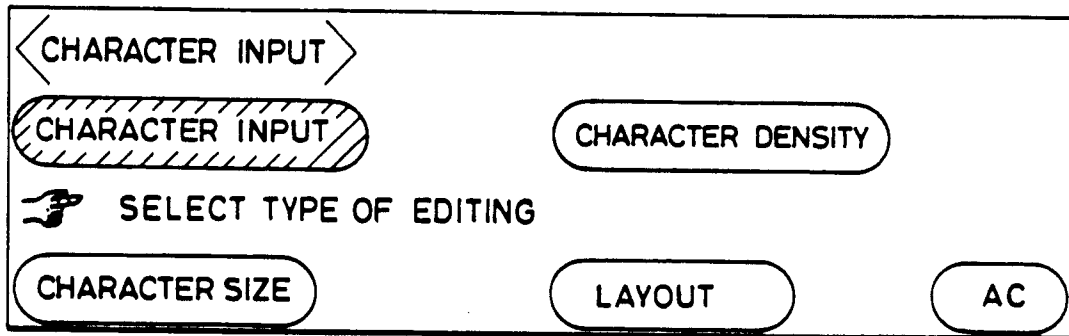 CHARACTER INPUT
CHARACTER INPUT CHARACTER DENSITY
SELECT TYPE OF EDITING
CHARACTER SIZE LAYOUT AC